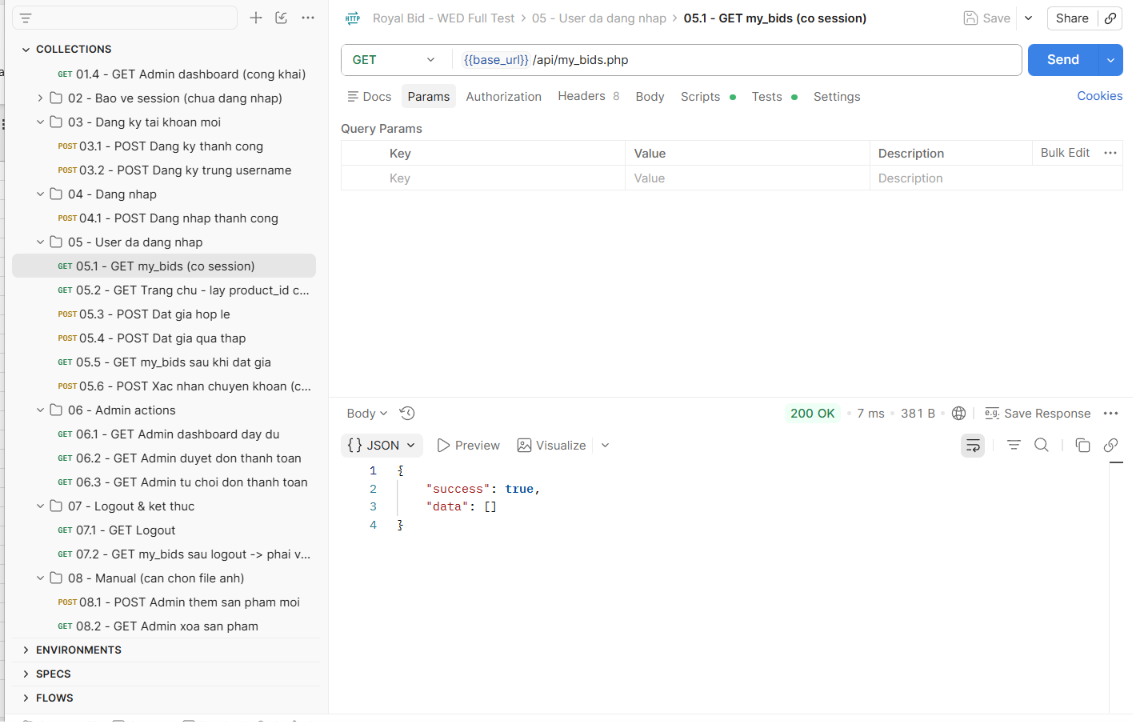 COLLECTIONS
GET 01.4 - GET Admin dashboard (cong khai)
02 - Bao ve session (chua dang nhap)
03 - Dang ky tai khoan moi
POST 03.1 - POST Dang ky thanh cong
POST 03.2 - POST Dang ky trung username
04 - Dang nhap
POST 04.1 - POST Dang nhap thanh cong
05 - User da dang nhap
GET 05.1 - GET my_bids (co session)
GET 05.2 - GET Trang chu - lay product_id c...
POST 05.3 - POST Dat gia hop le
POST 05.4 - POST Dat gia qua thap
GET 05.5 - GET my_bids sau khi dat gia
POST 05.6 - POST Xac nhan chuyen khoan (c...
06 - Admin actions
GET 06.1 - GET Admin dashboard day du
GET 06.2 - GET Admin duyet don thanh toan
GET 06.3 - GET Admin tu choi don thanh toan
07 - Logout & ket thuc
GET 07.1 - GET Logout
GET 07.2 - GET my_bids sau logout -> phai v...
08 - Manual (can chon file anh)
POST 08.1 - POST Admin them san pham moi
GET 08.2 - GET Admin xoa san pham
ENVIRONMENTS
SPECS
FLOWS
HTTP Royal Bid - WED Full Test > 05 - User da dang nhap > 05.1 - GET my_bids (co session) Save Share
GET {{base_url}} /api/my_bids.php Send
Docs Params Authorization Headers 8 Body Scripts Tests Settings Cookies
Query Params
Key Value Description Bulk Edit
Key Value Description
Body 200 OK 7 ms 381 B e.g. Save Response
{} JSON Preview Visualize
1 {
2 "success": true,
3 "data": []
4 }